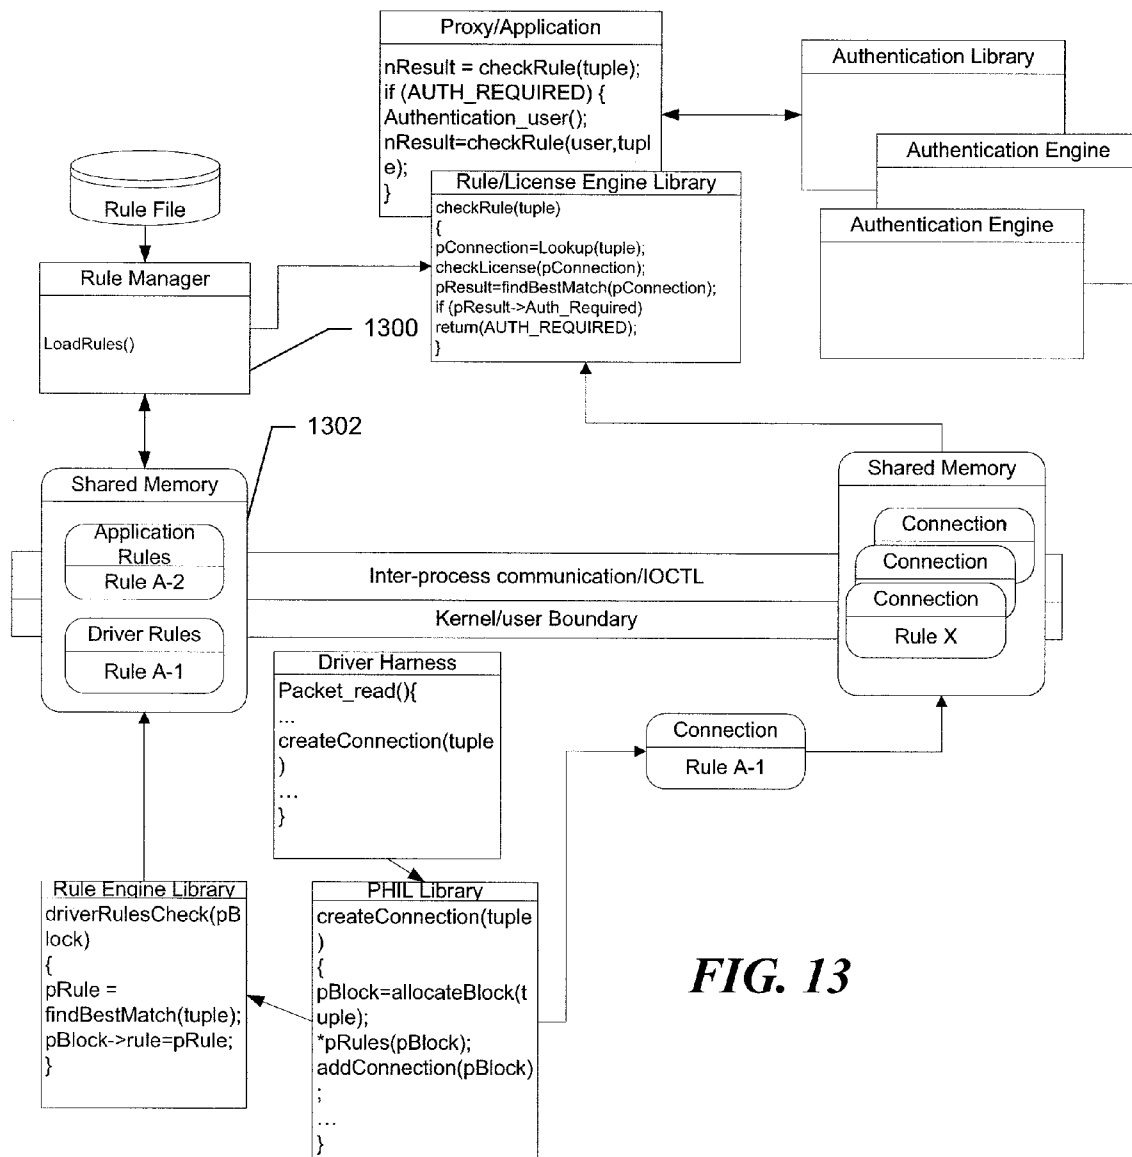 Proxy/Application
nResult = checkRule(tuple);
if (AUTH_REQUIRED) {
Authentication_user();
nResult=checkRule(user,tupl
e);
}
Authentication Library
Authentication Engine
Authentication Engine
Rule/License Engine Library
checkRule(tuple)
{
pConnection=Lookup(tuple);
checkLicense(pConnection);
pResult=findBestMatch(pConnection);
if (pResult->Auth_Required)
return(AUTH_REQUIRED);
}
Rule File
Rule Manager
LoadRules()
1300
1302
Shared Memory
Application
Rules
Rule A-2
Driver Rules
Rule A-1
Inter-process communication/IOCTL
Kernel/user Boundary
Shared Memory
Connection
Connection
Connection
Rule X
Driver Harness
Packet_read(){
...
createConnection(tuple
)
...
}
Connection
Rule A-1
Rule Engine Library
driverRulesCheck(pB
lock)
{
pRule =
findBestMatch(tuple);
pBlock->rule=pRule;
}
PHIL Library
createConnection(tuple
)
{
pBlock=allocateBlock(t
uple);
*pRules(pBlock);
addConnection(pBlock)
;
...
}
FIG. 13